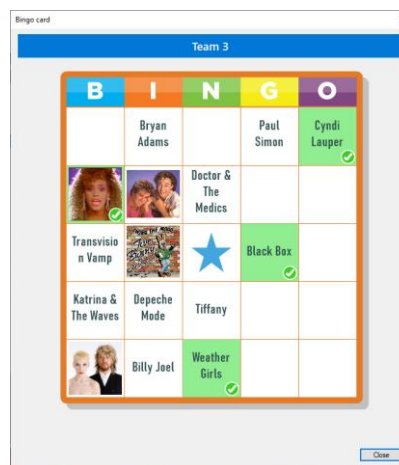 Bingo card
Team 3
B I N G O
Bryan
Adams
Paul
Simon
Cyndi
Lauper
Doctor &
The
Medics
Transvisio
n Vamp
Black Box
Katrina &
The Waves
Depeche
Mode
Tiffany
Billy Joel
Weather
Girls
Close